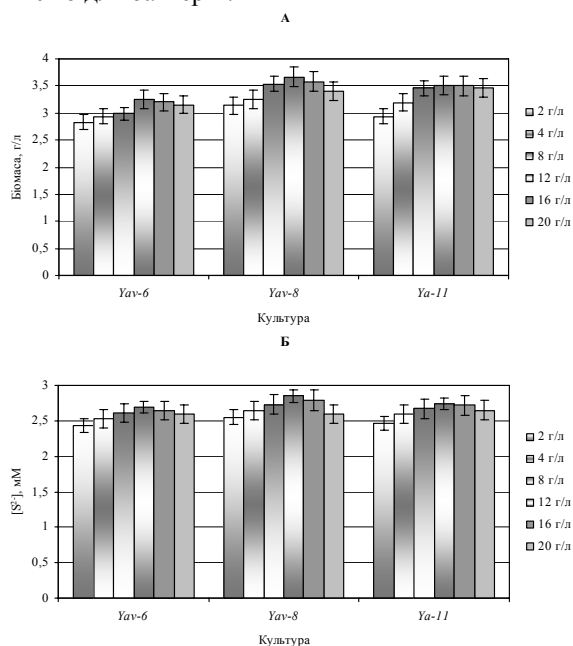 А
4
3,5
3
2,5
2
1,5
1
0,5
0
Біомаса, г/л
Yav-6 Yav-8 Ya-11
Культура
2 г/л
4 г/л
8 г/л
12 г/л
16 г/л
20 г/л
Б
3
2,5
2
1,5
1
0,5
0
[S²⁻], мМ
Yav-6 Yav-8 Ya-11
Культура
2 г/л
4 г/л
8 г/л
12 г/л
16 г/л
20 г/л